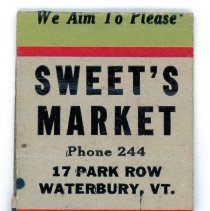 We Aim To Please"
SWEET'S
MARKET
Phone 244
17 PARK ROW
WATERBURY, VT.